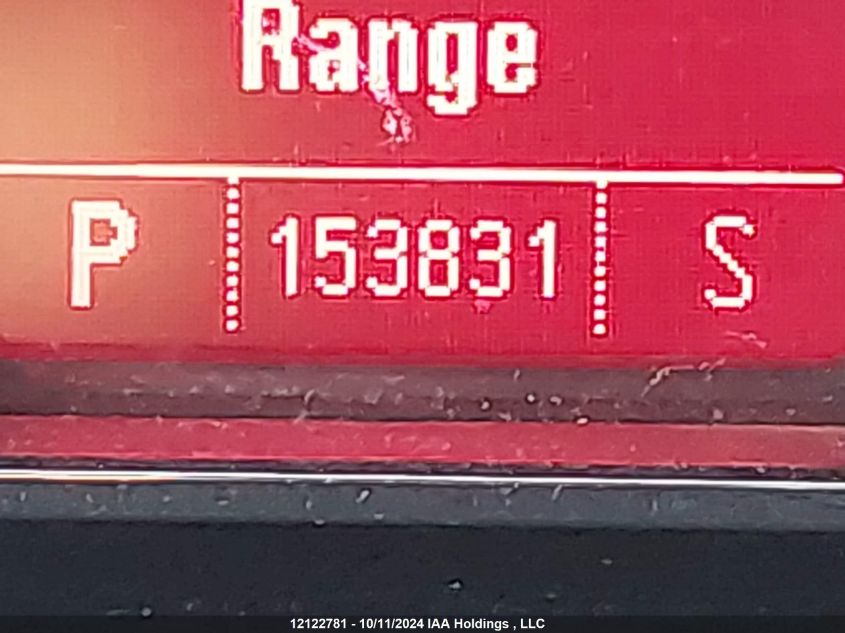 Range
P 153831 S
12122781 - 10/11/2024 IAA Holdings , LLC